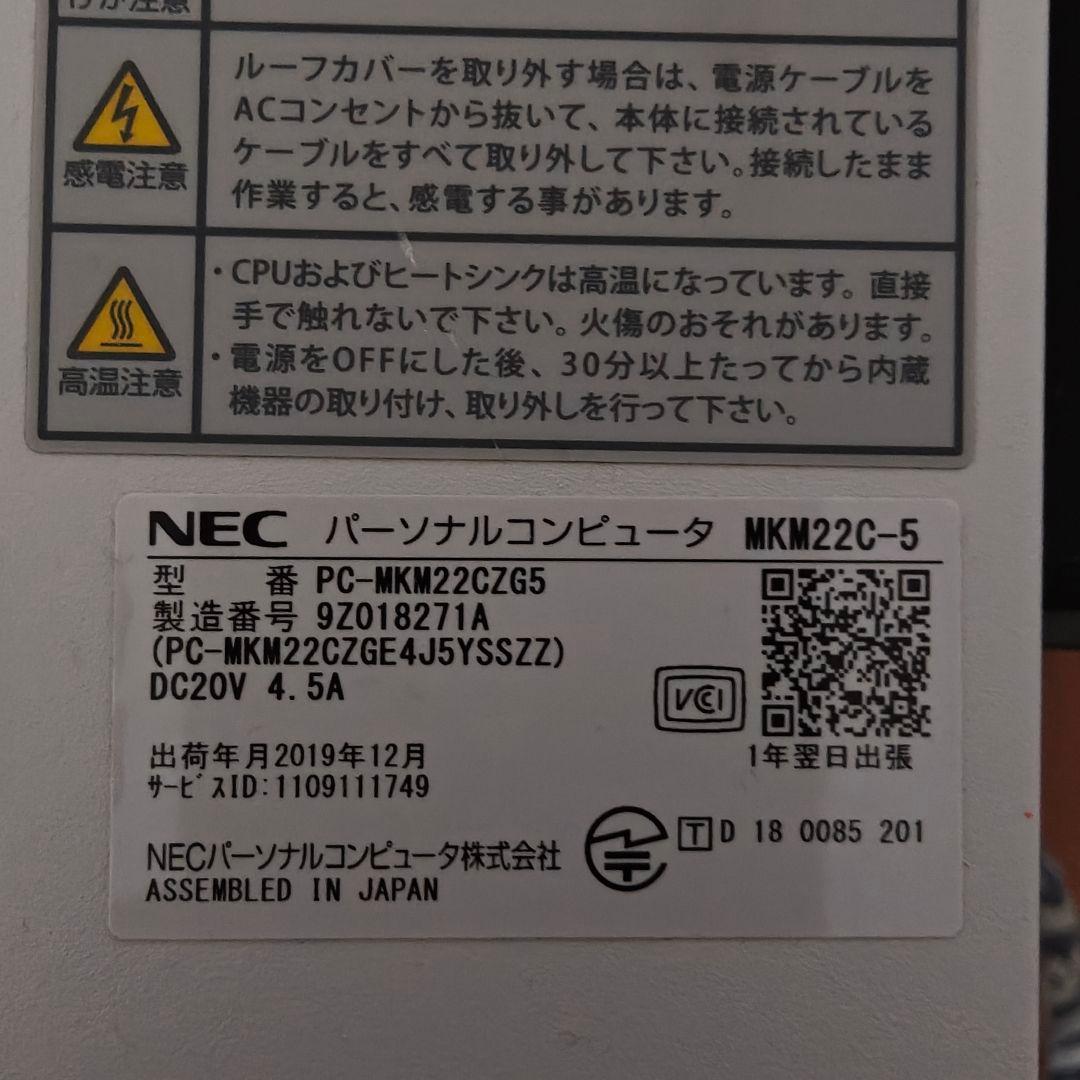 けが注意
ルーフカバーを取り外す場合は、電源ケーブルを
ACコンセントから抜いて、本体に接続されている
ケーブルをすべて取り外して下さい。接続したまま
作業すると、感電する事があります。
感電注意
・CPUおよびヒートシンクは高温になっています。直接
手で触れないで下さい。火傷のおそれがあります。
・電源をOFFにした後、30分以上たってから内蔵
機器の取り付け、取り外しを行って下さい。
高温注意
NEC パーソナルコンピュータ MKM22C-5
型 番 PC-MKM22CZG5
製造番号 9Z018271A
(PC-MKM22CZGE4J5YSSZZ)
DC20V 4.5A
VCI
出荷年月2019年12月
1年翌日出張
ｻｰﾋﾞｽID:1109111749
T D 18 0085 201
NECパーソナルコンピュータ株式会社
ASSEMBLED IN JAPAN